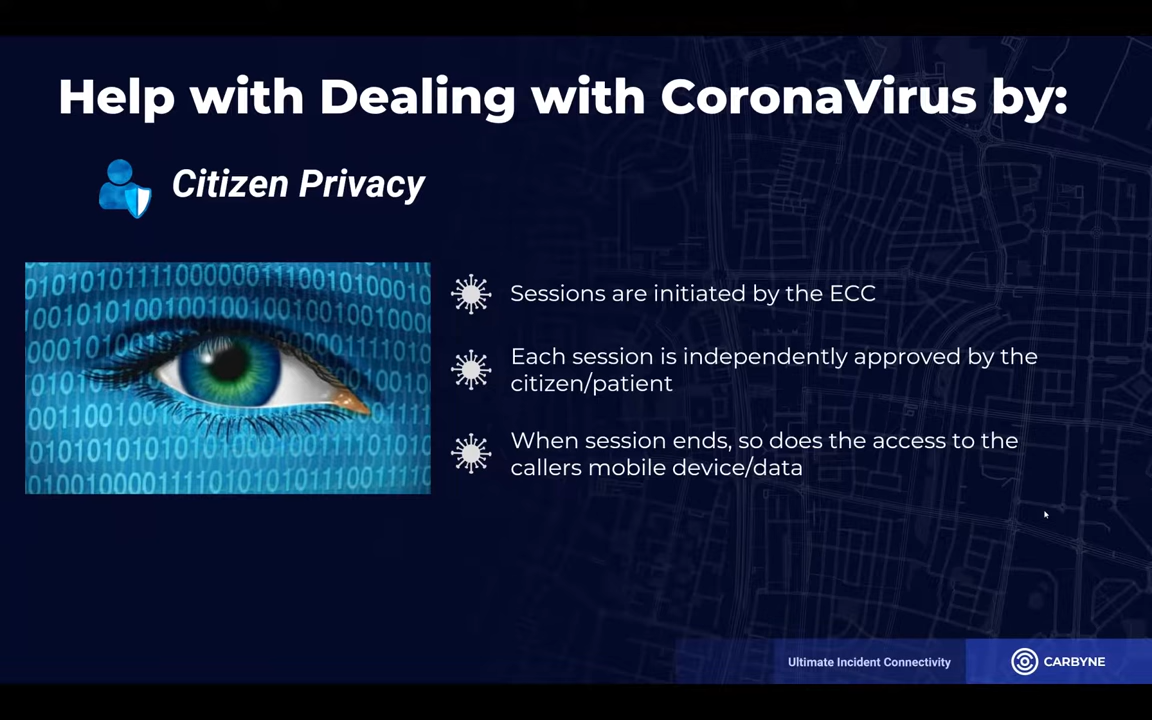 Help with Dealing with CoronaVirus by:
Citizen Privacy
Sessions are initiated by the ECC
Each session is independently approved by the
citizen/patient
When session ends, so does the access to the
callers mobile device/data
Ultimate Incident Connectivity
CARBYNE